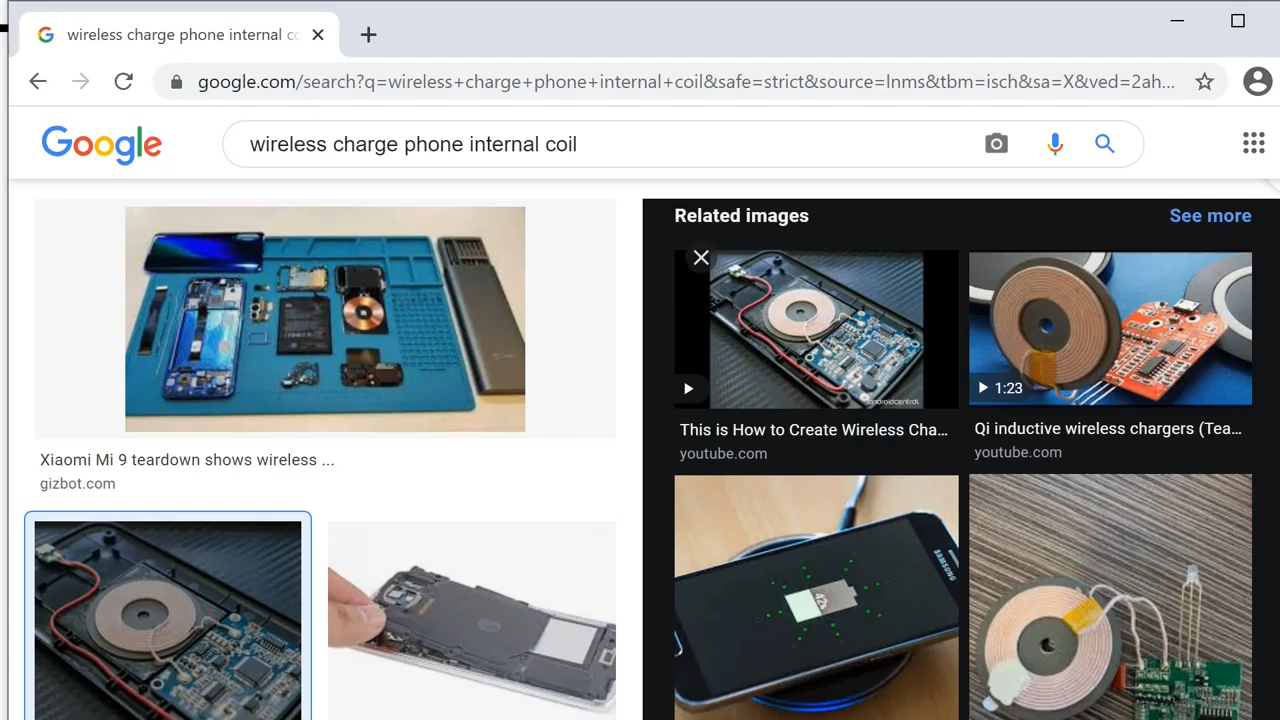 wireless charge phone internal co
google.com/search?q=wireless+charge+phone+internal+coil&safe=strict&source=lnms&tbm=isch&sa=X&ved=2ah...
Google
wireless charge phone internal coil
Related images
See more
androidcentral
1:23
This is How to Create Wireless Cha...
youtube.com
Qi inductive wireless chargers (Tea...
youtube.com
Xiaomi Mi 9 teardown shows wireless ...
gizbot.com
SAMSUNG
42%